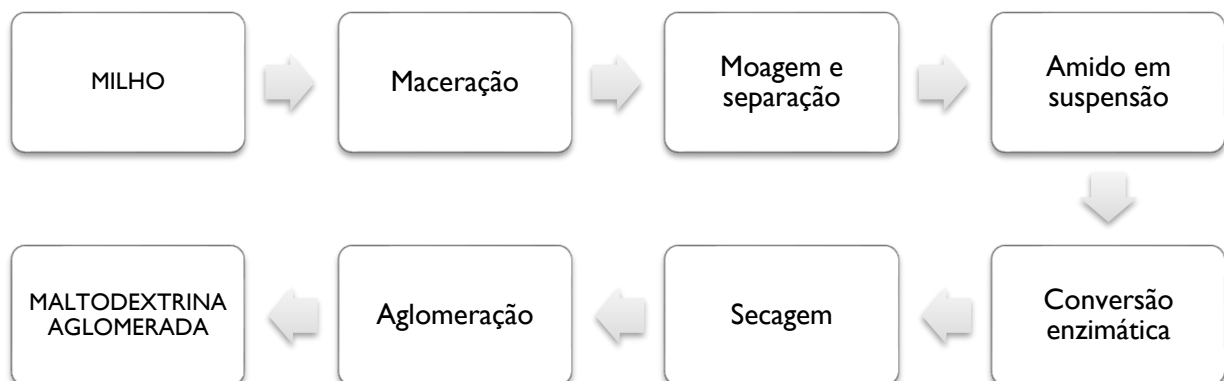 MILHO
Maceração
Moagem e
separação
Amido em
suspensão
Conversão
enzimática
Secagem
Aglomeração
MALTODEXTRINA
AGLOMERADA